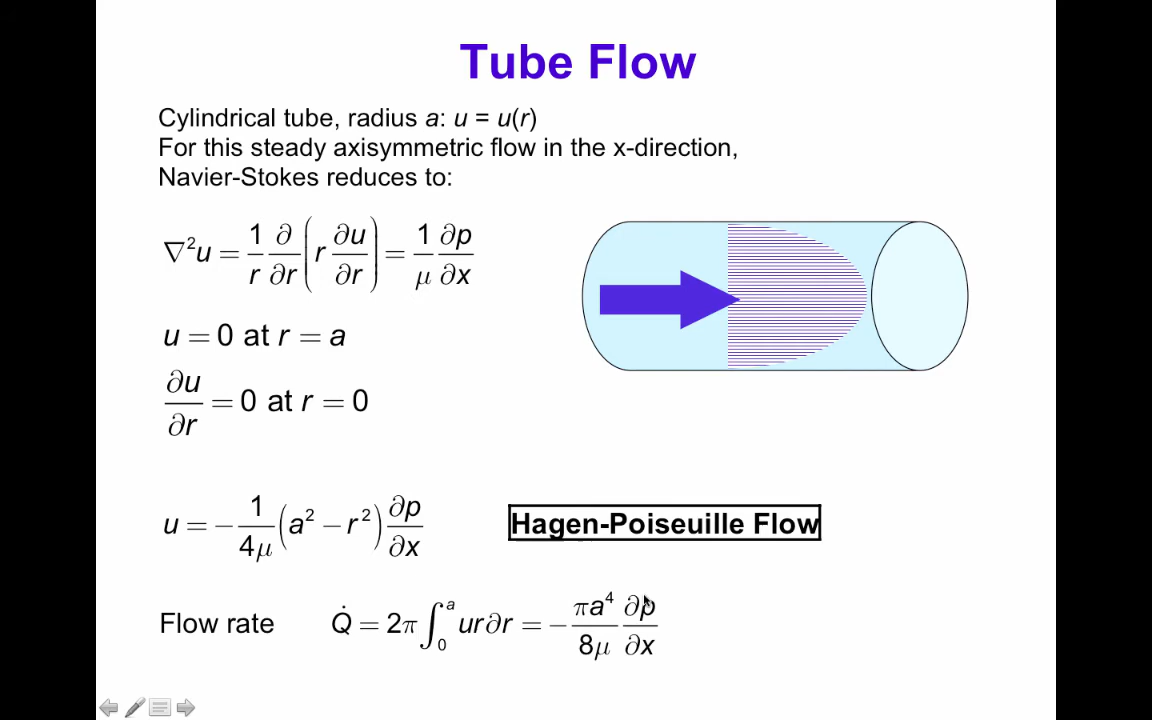 Tube Flow
Cylindrical tube, radius a: u = u(r)
For this steady axisymmetric flow in the x-direction,
Navier-Stokes reduces to:
∇²u = 1/r ∂/∂r (r ∂u/∂r) = 1/μ ∂p/∂x
u = 0 at r = a
∂u/∂r = 0 at r = 0
u = − 1/4μ (a² − r²) ∂p/∂x
Hagen-Poiseuille Flow
Flow rate Q̇ = 2π ∫₀ᵃ ur∂r = − πa⁴/8μ ∂p/∂x